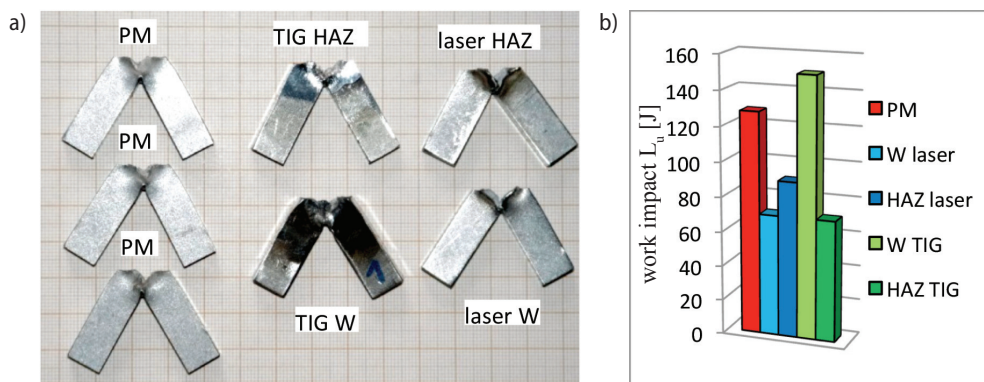 a)
PM
TIG HAZ
laser HAZ
PM
PM
TIG W
1
laser W
b)
work impact Lu [J]
160
140
120
100
80
60
40
20
0
PM
W laser
HAZ laser
W TIG
HAZ TIG